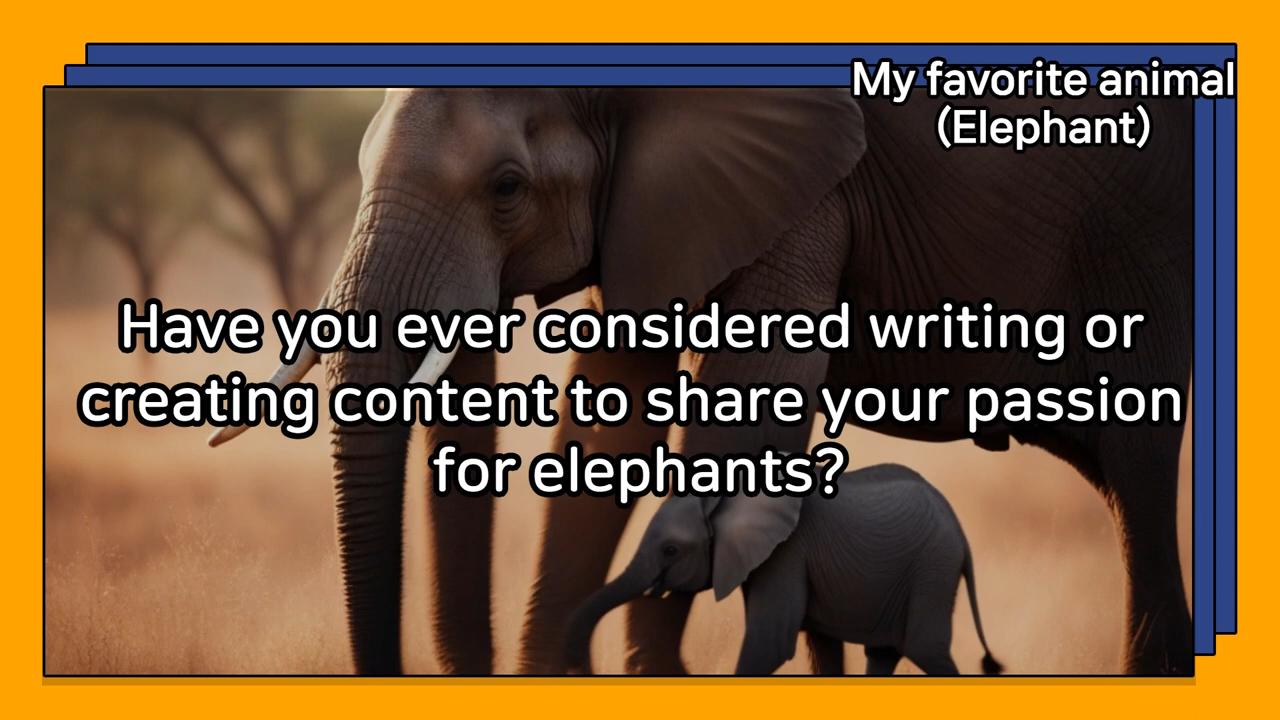 My favorite animal
(Elephant)
Have you ever considered writing or
creating content to share your passion
for elephants?